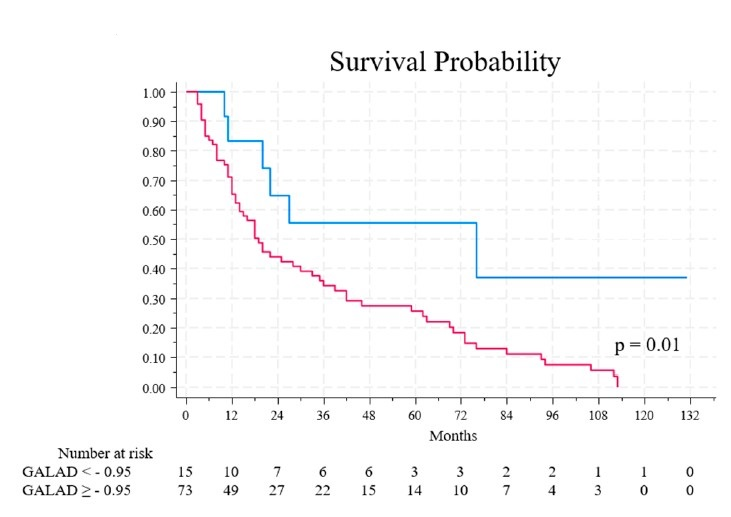 Survival Probability
1.00
0.90
0.80
0.70
0.60
0.50
0.40
0.30
0.20
0.10
0.00
p = 0.01
0 12 24 36 48 60 72 84 96 108 120 132
Months
Number at risk
GALAD < - 0.95 15 10 7 6 6 3 3 2 2 1 1 0
GALAD ≥ - 0.95 73 49 27 22 15 14 10 7 4 3 0 0